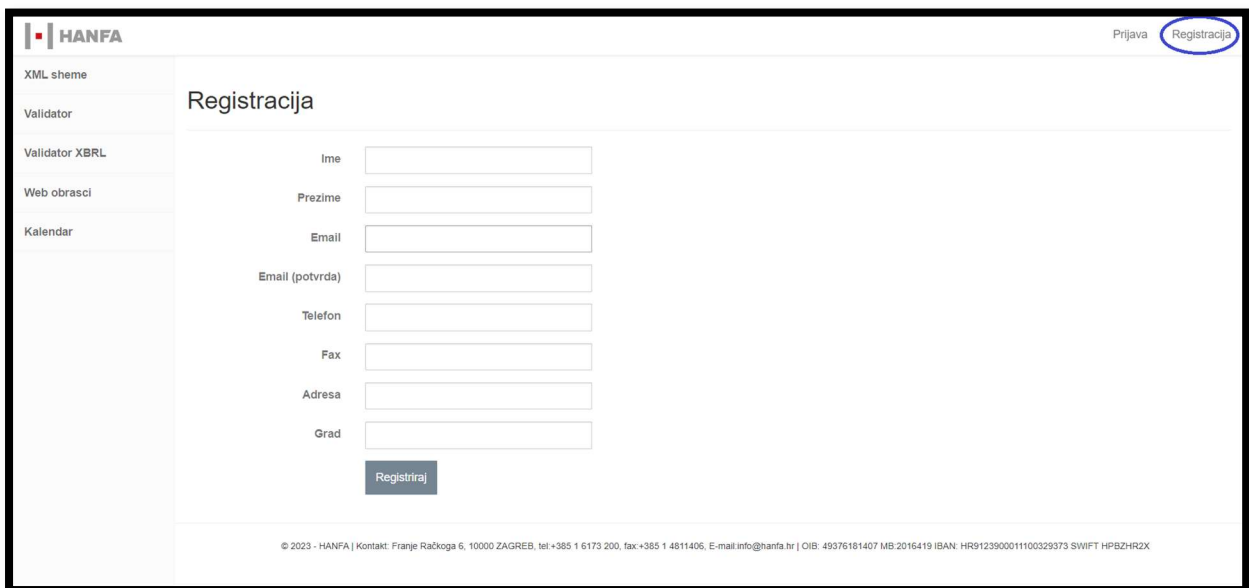 HANFA
Prijava Registracija
XML sheme
Validator
Validator XBRL
Web obrasci
Kalendar
Registracija
Ime
Prezime
Email
Email (potvrda)
Telefon
Fax
Adresa
Grad
Registriraj
© 2023 - HANFA | Kontakt: Franje Račkoga 6, 10000 ZAGREB, tel:+385 1 6173 200, fax:+385 1 4811406, E-mail:info@hanfa.hr | OIB: 49376181407 MB:2016419 IBAN: HR9123900011100329373 SWIFT HPBZHR2X